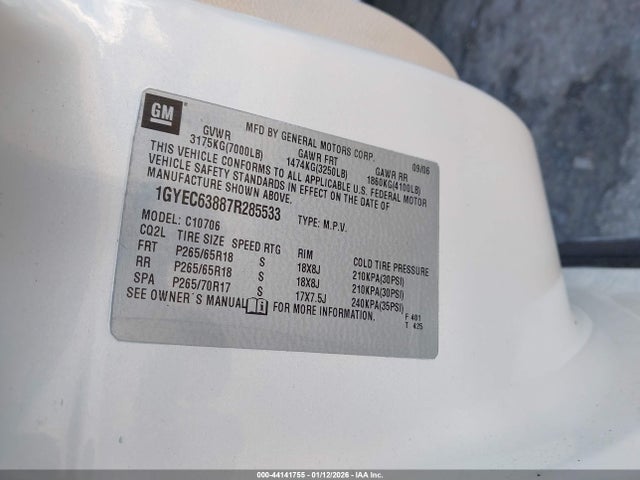 GM
MFD BY GENERAL MOTORS CORP. 09/06
GVWR GAWR FRT GAWR RR
3175KG(7000LB) 1474KG(3250LB) 1860KG(4100LB)
THIS VEHICLE CONFORMS TO ALL APPLICABLE U.S. FEDERAL MOTOR
VEHICLE SAFETY STANDARDS IN EFFECT ON THE DATE OF
MANUFACTURE SHOWN ABOVE.
1GYEC63887R285533 TYPE: M.P.V.
MODEL: C10706
CQ2L TIRE SIZE SPEED RTG RIM COLD TIRE PRESSURE
FRT P265/65R18 S 18X8J 210KPA(30PSI)
RR P265/65R18 S 18X8J 210KPA(30PSI)
SPA P265/70R17 S 17X7.5J 240KPA(35PSI)
SEE OWNER´S MANUAL FOR MORE INFORMATION.
F 401
T 425
000-44141755 - 01/12/2026 - IAA Inc.